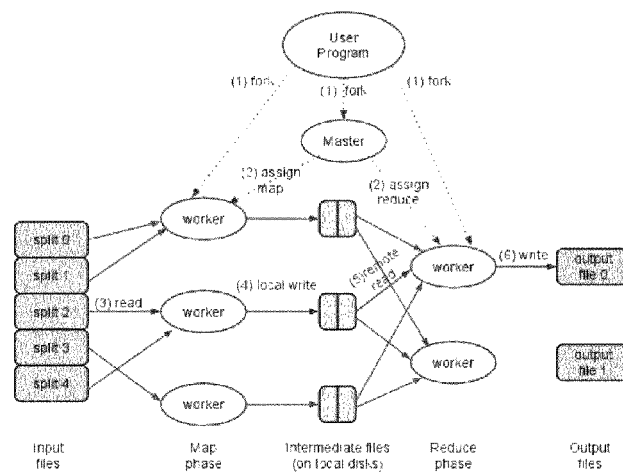 User
Program
(1) fork
(1) fork
(1) fork
Master
(2) assign
map
(2) assign
reduce
split 0
split 1
split 2
split 3
split 4
worker
worker
worker
(3) read
(4) local write
(5) remote
read
worker
worker
(6) write
output
file 0
output
file 1
Input
files
Map
phase
Intermediate files
(on local disks)
Reduce
phase
Output
files